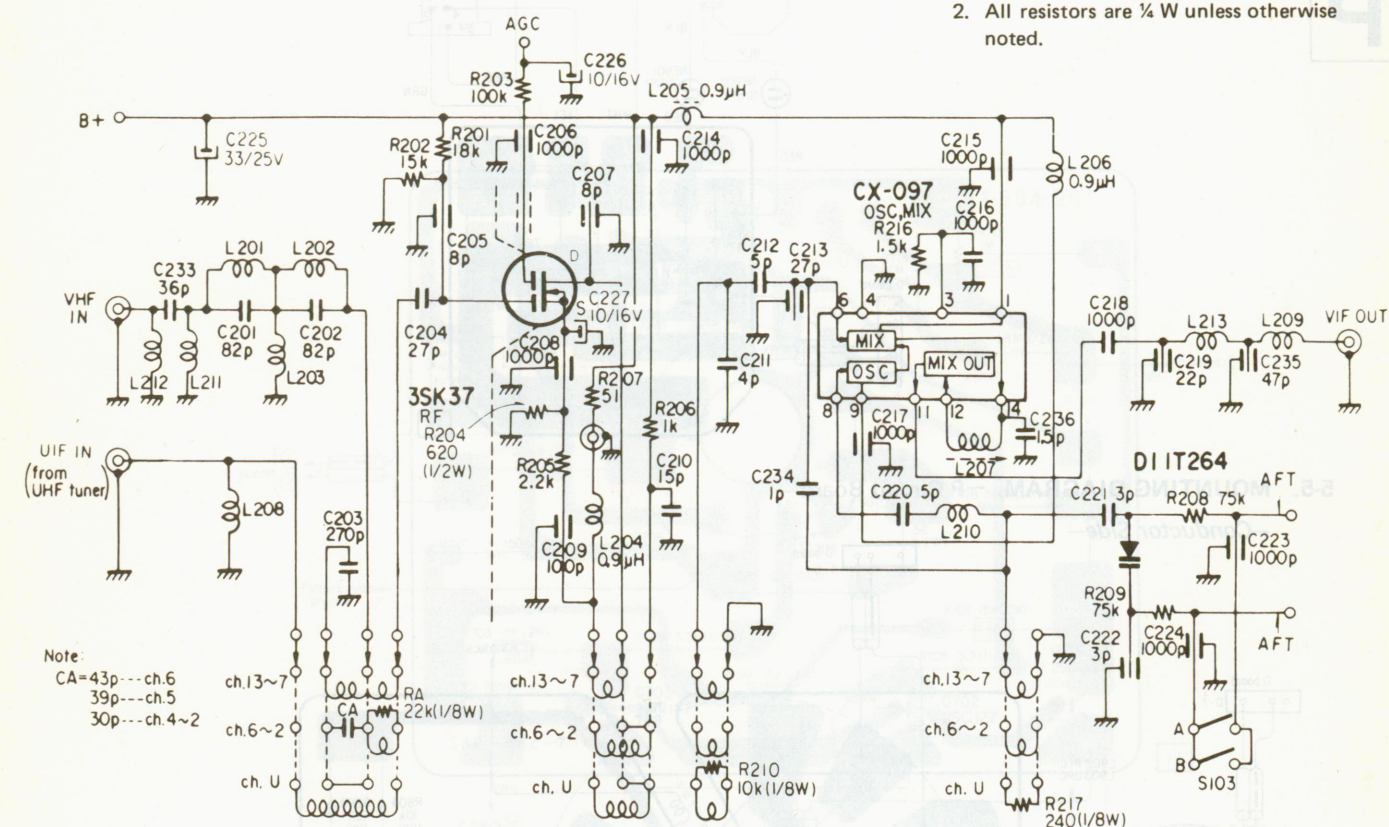 2. All resistors are ¼ W unless otherwise
noted.
AGC
C226
10/16V
R203
100k
L205 0.9μH
B+
C225
33/25V
R202
15k
R201
18k
C206
1000p
C214
1000p
C207
8p
C205
8p
C215
1000p
L206
0.9μH
CX-097
OSC, MIX
R216
1.5k
C216
1000p
L201
L202
C233
36p
VHF
IN
C201
82p
C202
82p
L212
L211
L203
C204
27p
D
S
C227
10/16V
C208
1000p
C212
5p
C213
27p
C211
4p
6
4
3
1
MIX
OSC
MIX OUT
8
9
11
12
14
C217
1000p
L207
C236
1.5p
C218
1000p
L213
L209
VIF OUT
C219
22p
C235
47p
3SK37
RF
R204
620
(1/2W)
R207
51
R206
1k
R205
2.2k
C210
15p
C209
100p
L204
0.9μH
UIF IN
(from
UHF tuner)
L208
C203
270p
C234
1p
C220 5p
L210
D1 1T264
C221 3p
R208 75k
AFT
C223
1000p
R209
75k
C222
3p
C224
1000p
AFT
A
B
S103
Note:
CA=43p---ch.6
39p---ch.5
30p---ch.4~2
ch.13~7
RA
22k(1/8W)
CA
ch.6~2
ch. U
ch.13~7
ch.6~2
ch. U
R210
10k(1/8W)
ch.13~7
ch.6~2
ch. U
R217
240(1/8W)
5-5. MOUNTING DIAGRAM
—Conductor Side—